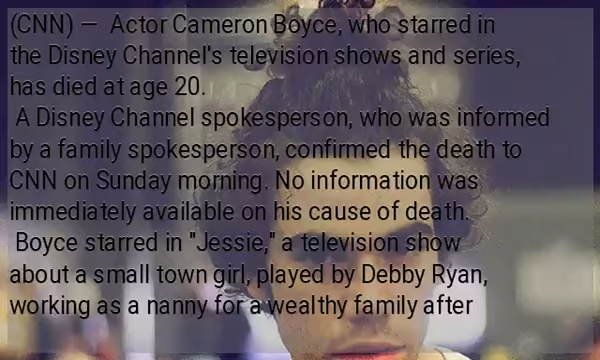 (CNN) — Actor Cameron Boyce, who starred in
the Disney Channel's television shows and series,
has died at age 20.
A Disney Channel spokesperson, who was informed
by a family spokesperson, confirmed the death to
CNN on Sunday morning. No information was
immediately available on his cause of death.
Boyce starred in "Jessie," a television show
about a small town girl, played by Debby Ryan,
working as a nanny for a wealthy family after